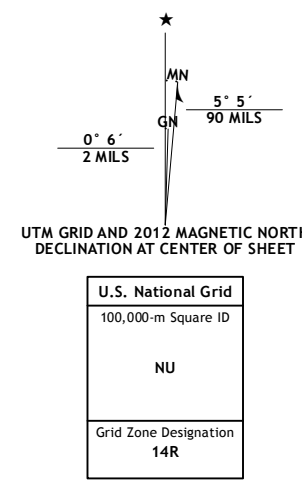 MN
5° 5´
90 MILS
GN
0° 6´
2 MILS
UTM GRID AND 2012 MAGNETIC NORTH
DECLINATION AT CENTER OF SHEET
U.S. National Grid
100,000-m Square ID
NU
Grid Zone Designation
14R